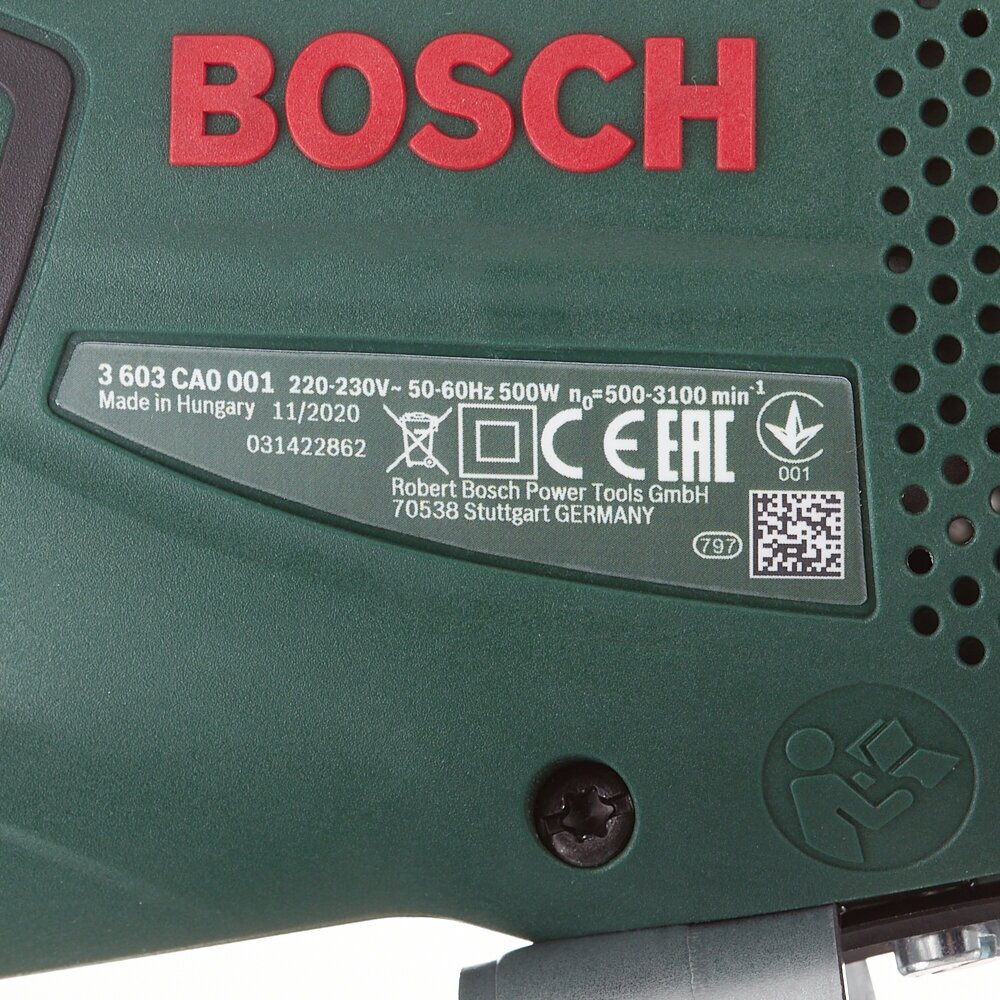 BOSCH
3 603 CA0 001 220-230V~ 50-60Hz 500W n₀=500-3100 min⁻¹
Made in Hungary 11/2020
031422862
CE EAC
001
Robert Bosch Power Tools GmbH
70538 Stuttgart GERMANY
797